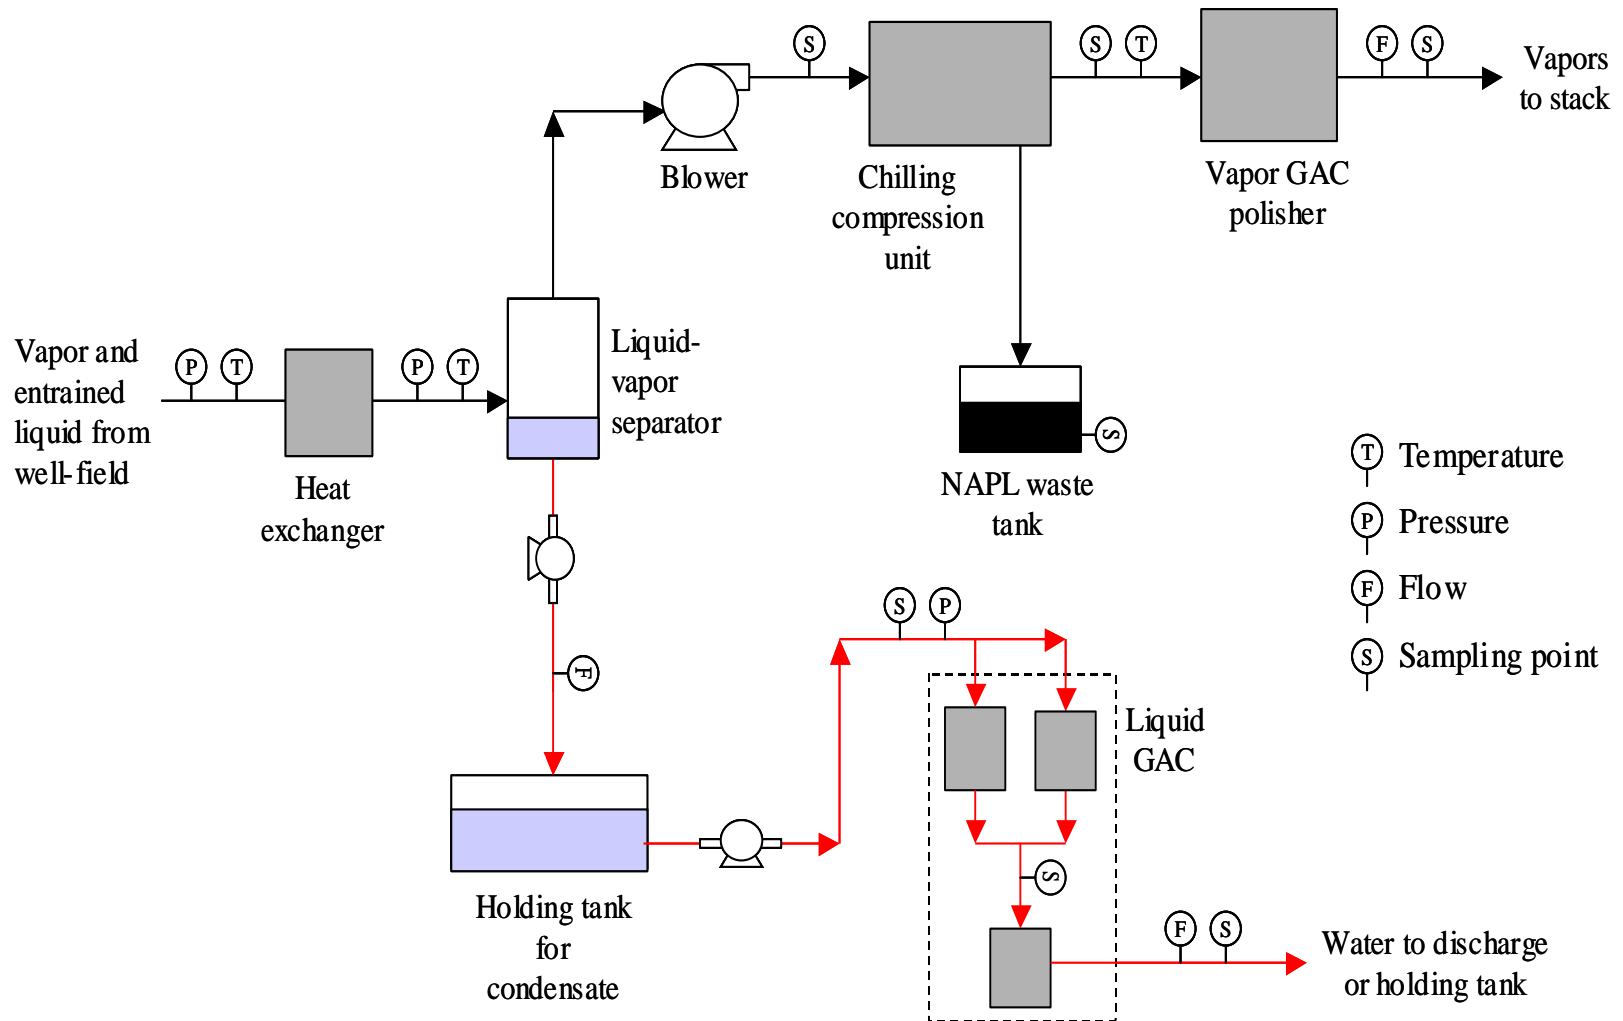 S
S
T
F
S
Vapors
to stack
Blower
Chilling
compression
unit
Vapor GAC
polisher
Vapor and
entrained
liquid from
well-field
P
T
P
T
Liquid-
vapor
separator
Heat
exchanger
S
NAPL waste
tank
T Temperature
P Pressure
F Flow
S Sampling point
F
S
P
Liquid
GAC
S
Holding tank
for
condensate
F
S
Water to discharge
or holding tank